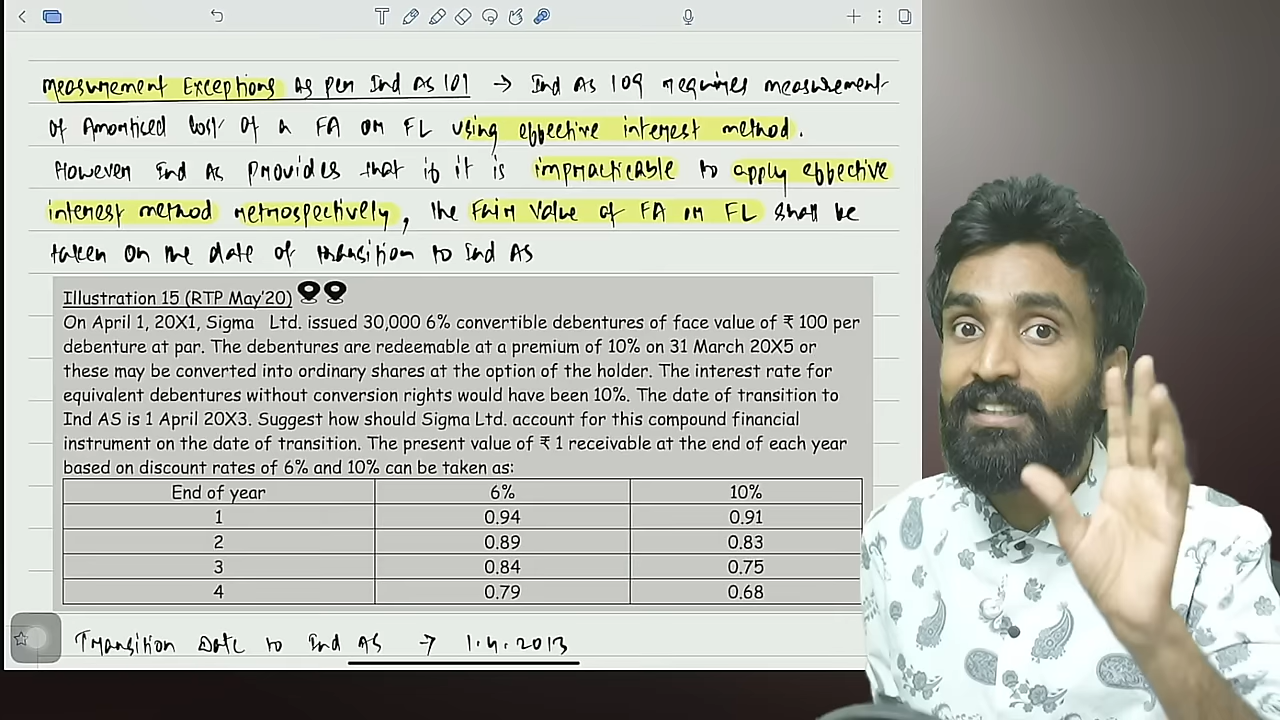 Measurement Exceptions As per Ind As 101 → Ind As 109 requires measurement
of Amortised Cost of a FA or FL using effective interest method.
However Ind As provides that if it is impracticable to apply effective
interest method retrospectively, the Fair Value of FA or FL shall be
taken on the date of transition to Ind AS
Illustration 15 (RTP May'20)
On April 1, 20X1, Sigma Ltd. issued 30,000 6% convertible debentures of face value of ₹ 100 per
debenture at par. The debentures are redeemable at a premium of 10% on 31 March 20X5 or
these may be converted into ordinary shares at the option of the holder. The interest rate for
equivalent debentures without conversion rights would have been 10%. The date of transition to
Ind AS is 1 April 20X3. Suggest how should Sigma Ltd. account for this compound financial
instrument on the date of transition. The present value of ₹ 1 receivable at the end of each year
based on discount rates of 6% and 10% can be taken as:
End of year 6% 10%
1 0.94 0.91
2 0.89 0.83
3 0.84 0.75
4 0.79 0.68
Transition Date to Ind AS → 1.4.2013